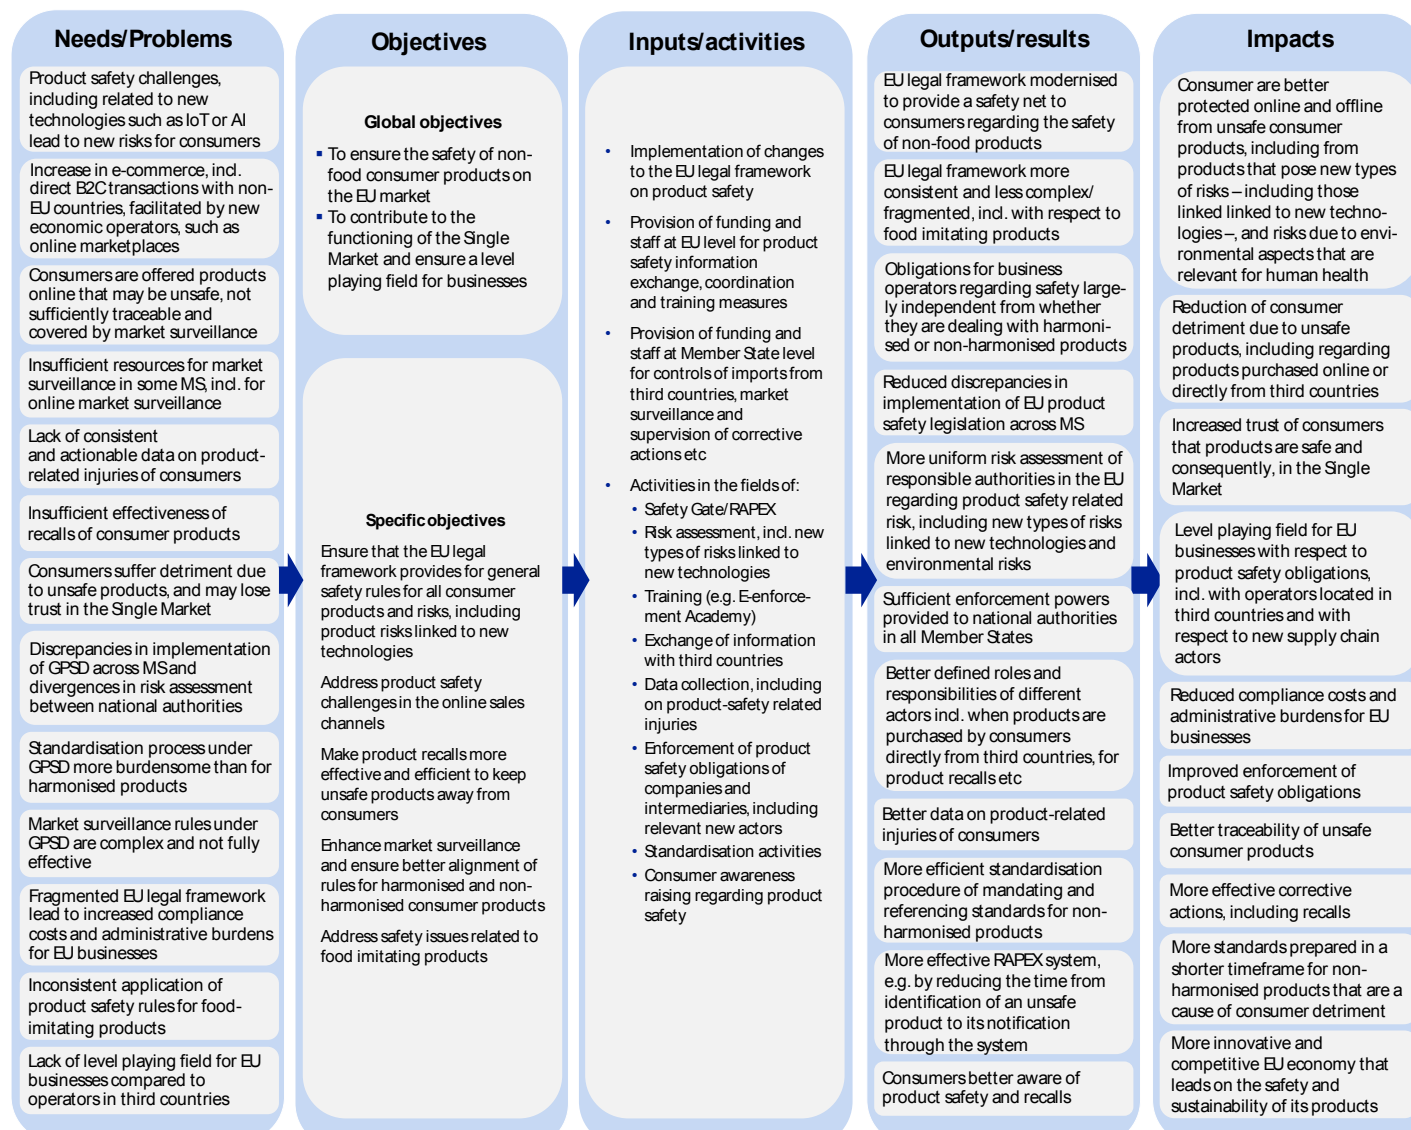 Needs/Problems
Product safety challenges,
including related to new
technologies such as IoT or AI
lead to new risks for consumers
Increase in e-commerce, incl.
direct B2C transactions with non-
EU countries, facilitated by new
economic operators, such as
online marketplaces
Consumers are offered products
online that may be unsafe, not
sufficiently traceable and
covered by market surveillance
Insufficient resources for market
surveillance in some MS, incl. for
online market surveillance
Lack of consistent
and actionable data on product-
related injuries of consumers
Insufficient effectiveness of
recalls of consumer products
Consumers suffer detriment due
to unsafe products, and may lose
trust in the Single Market
Discrepancies in implementation
of GPSD across MS and
divergences in risk assessment
between national authorities
Standardisation process under
GPSD more burdensome than for
harmonised products
Market surveillance rules under
GPSD are complex and not fully
effective
Fragmented EU legal framework
lead to increased compliance
costs and administrative burdens
for EU businesses
Inconsistent application of
product safety rules for food-
imitating products
Lack of level playing field for EU
businesses compared to
operators in third countries
Objectives
Global objectives
▪ To ensure the safety of non-
food consumer products on
the EU market
▪ To contribute to the
functioning of the Single
Market and ensure a level
playing field for businesses
Specific objectives
Ensure that the EU legal
framework provides for general
safety rules for all consumer
products and risks, including
product risks linked to new
technologies
Address product safety
challenges in the online sales
channels
Make product recalls more
effective and efficient to keep
unsafe products away from
consumers
Enhance market surveillance
and ensure better alignment of
rules for harmonised and non-
harmonised consumer products
Address safety issues related to
food imitating products
Inputs/activities
• Implementation of changes
to the EU legal framework
on product safety
• Provision of funding and
staff at EU level for product
safety information
exchange, coordination
and training measures
• Provision of funding and
staff at Member State level
for controls of imports from
third countries, market
surveillance and
supervision of corrective
actions etc
• Activities in the fields of:
• Safety Gate/RAPEX
• Risk assessment, incl. new
types of risks linked to
new technologies
• Training (e.g. E-enforce-
ment Academy)
• Exchange of information
with third countries
• Data collection, including
on product-safety related
injuries
• Enforcement of product
safety obligations of
companies and
intermediaries, including
relevant new actors
• Standardisation activities
• Consumer awareness
raising regarding product
safety
Outputs/results
EU legal framework modernised
to provide a safety net to
consumers regarding the safety
of non-food products
EU legal framework more
consistent and less complex/
fragmented, incl. with respect to
food imitating products
Obligations for business
operators regarding safety large-
ly independent from whether
they are dealing with harmoni-
sed or non-harmonised products
Reduced discrepancies in
implementation of EU product
safety legislation across MS
More uniform risk assessment of
responsible authorities in the EU
regarding product safety related
risk, including new types of risks
linked to new technologies and
environmental risks
Sufficient enforcement powers
provided to national authorities
in all Member States
Better defined roles and
responsibilities of different
actors incl. when products are
purchased by consumers
directly from third countries, for
product recalls etc
Better data on product-related
injuries of consumers
More efficient standardisation
procedure of mandating and
referencing standards for non-
harmonised products
More effective RAPEX system,
e.g. by reducing the time from
identification of an unsafe
product to its notification
through the system
Consumers better aware of
product safety and recalls
Impacts
Consumer are better
protected online and offline
from unsafe consumer
products, including from
products that pose new types
of risks – including those
linked linked to new techno-
logies –, and risks due to envi-
ronmental aspects that are
relevant for human health
Reduction of consumer
detriment due to unsafe
products, including regarding
products purchased online or
directly from third countries
Increased trust of consumers
that products are safe and
consequently, in the Single
Market
Level playing field for EU
businesses with respect to
product safety obligations,
incl. with operators located in
third countries and with
respect to new supply chain
actors
Reduced compliance costs and
administrative burdens for EU
businesses
Improved enforcement of
product safety obligations
Better traceability of unsafe
consumer products
More effective corrective
actions, including recalls
More standards prepared in a
shorter timeframe for non-
harmonised products that are a
cause of consumer detriment
More innovative and
competitive EU economy that
leads on the safety and
sustainability of its products